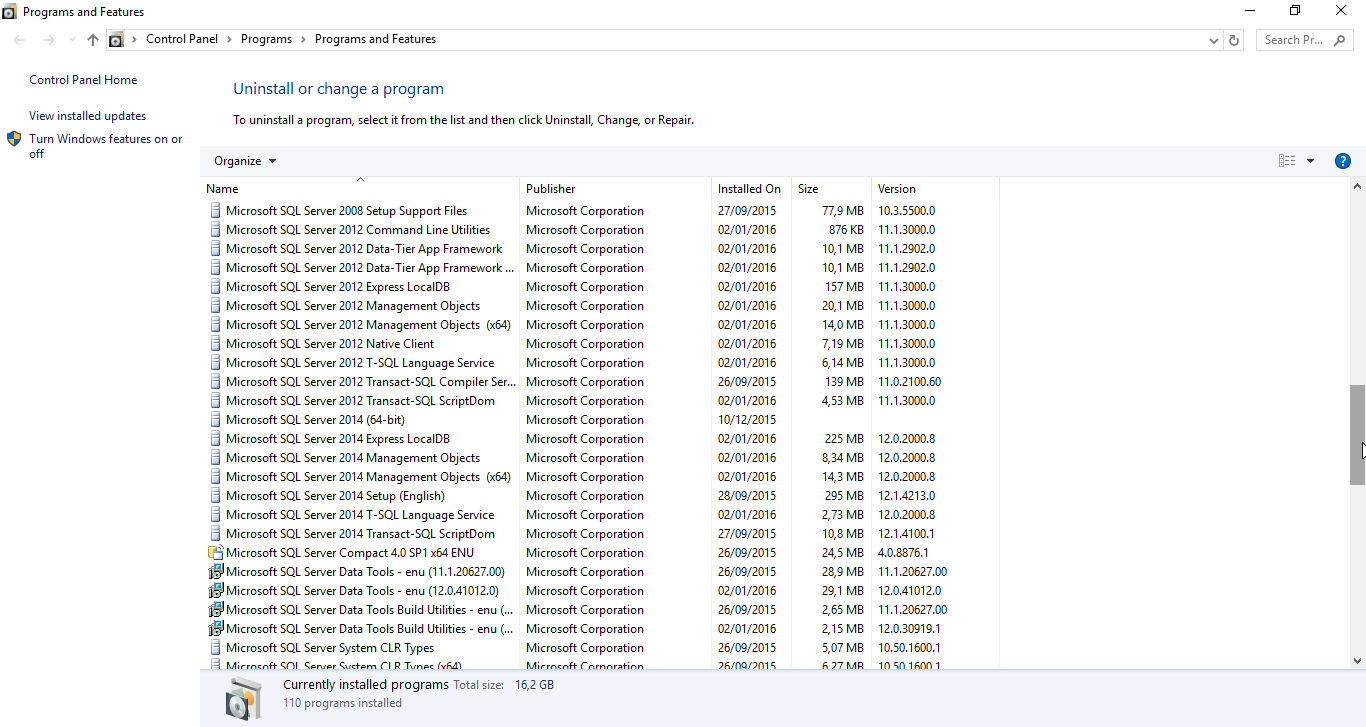 Programs and Features
Control Panel > Programs > Programs and Features
Search Pr...
Control Panel Home
View installed updates
Turn Windows features on or
off
Uninstall or change a program
To uninstall a program, select it from the list and then click Uninstall, Change, or Repair.
Organize
Name Publisher Installed On Size Version
Microsoft SQL Server 2008 Setup Support Files Microsoft Corporation 27/09/2015 77,9 MB 10.3.5500.0
Microsoft SQL Server 2012 Command Line Utilities Microsoft Corporation 02/01/2016 876 KB 11.1.3000.0
Microsoft SQL Server 2012 Data-Tier App Framework Microsoft Corporation 02/01/2016 10,1 MB 11.1.2902.0
Microsoft SQL Server 2012 Data-Tier App Framework ... Microsoft Corporation 02/01/2016 10,1 MB 11.1.2902.0
Microsoft SQL Server 2012 Express LocalDB Microsoft Corporation 02/01/2016 157 MB 11.1.3000.0
Microsoft SQL Server 2012 Management Objects Microsoft Corporation 02/01/2016 20,1 MB 11.1.3000.0
Microsoft SQL Server 2012 Management Objects (x64) Microsoft Corporation 02/01/2016 14,0 MB 11.1.3000.0
Microsoft SQL Server 2012 Native Client Microsoft Corporation 02/01/2016 7,19 MB 11.1.3000.0
Microsoft SQL Server 2012 T-SQL Language Service Microsoft Corporation 02/01/2016 6,14 MB 11.1.3000.0
Microsoft SQL Server 2012 Transact-SQL Compiler Ser... Microsoft Corporation 26/09/2015 139 MB 11.0.2100.60
Microsoft SQL Server 2012 Transact-SQL ScriptDom Microsoft Corporation 02/01/2016 4,53 MB 11.1.3000.0
Microsoft SQL Server 2014 (64-bit) Microsoft Corporation 10/12/2015
Microsoft SQL Server 2014 Express LocalDB Microsoft Corporation 02/01/2016 225 MB 12.0.2000.8
Microsoft SQL Server 2014 Management Objects Microsoft Corporation 02/01/2016 8,34 MB 12.0.2000.8
Microsoft SQL Server 2014 Management Objects (x64) Microsoft Corporation 02/01/2016 14,3 MB 12.0.2000.8
Microsoft SQL Server 2014 Setup (English) Microsoft Corporation 28/09/2015 295 MB 12.1.4213.0
Microsoft SQL Server 2014 T-SQL Language Service Microsoft Corporation 02/01/2016 2,73 MB 12.0.2000.8
Microsoft SQL Server 2014 Transact-SQL ScriptDom Microsoft Corporation 27/09/2015 10,8 MB 12.1.4100.1
Microsoft SQL Server Compact 4.0 SP1 x64 ENU Microsoft Corporation 26/09/2015 24,5 MB 4.0.8876.1
Microsoft SQL Server Data Tools - enu (11.1.20627.00) Microsoft Corporation 26/09/2015 28,9 MB 11.1.20627.00
Microsoft SQL Server Data Tools - enu (12.0.41012.0) Microsoft Corporation 02/01/2016 29,1 MB 12.0.41012.0
Microsoft SQL Server Data Tools Build Utilities - enu (... Microsoft Corporation 26/09/2015 2,65 MB 11.1.20627.00
Microsoft SQL Server Data Tools Build Utilities - enu (... Microsoft Corporation 02/01/2016 2,15 MB 12.0.30919.1
Microsoft SQL Server System CLR Types Microsoft Corporation 26/09/2015 5,07 MB 10.50.1600.1
Microsoft SQL Server System CLR Types (x64) Microsoft Corporation 26/09/2015 6,27 MB 10.50.1600.1
Currently installed programs Total size: 16,2 GB
110 programs installed